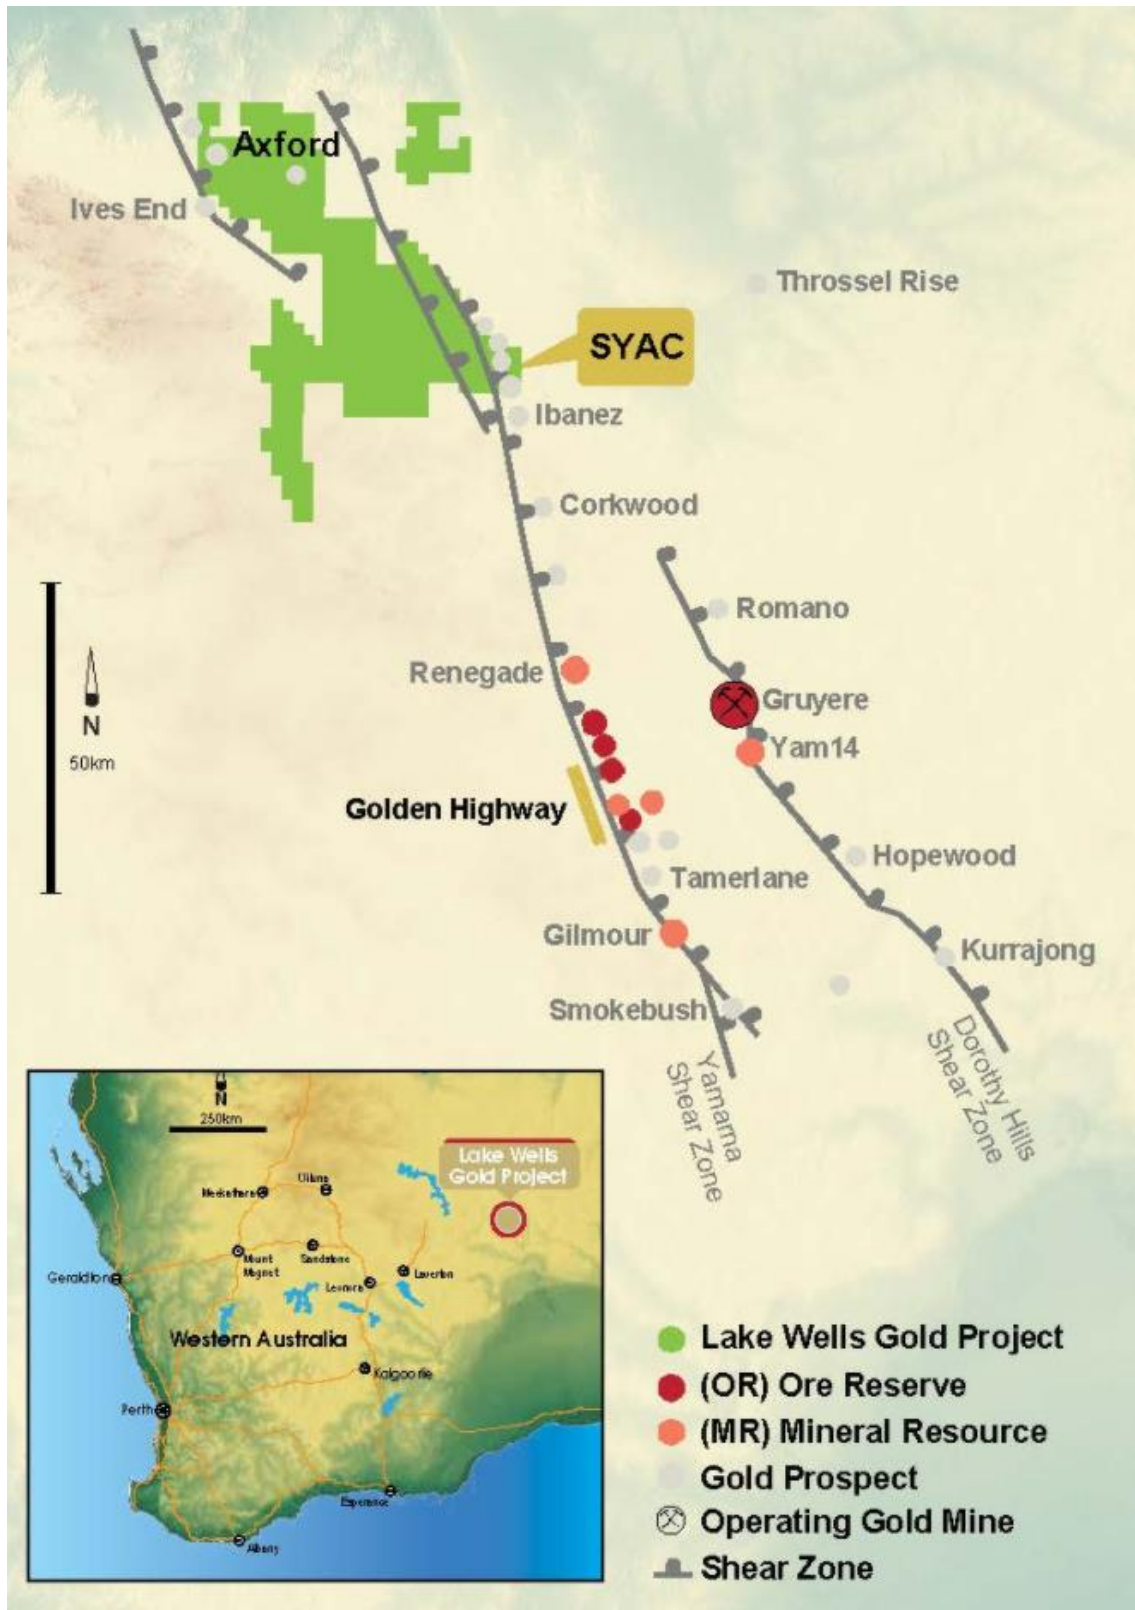 Axford
Ives End
Throssel Rise
SYAC
Ibanez
Corkwood
Romano
Renegade
Gruyere
N
Yam14
50km
Golden Highway
Hopewood
Tamerlane
Gilmour
Kurrajong
Smokebush
Yamarna
Shear Zone
Dorothy Hills
Shear Zone
N
250km
Lake Wells
Gold Project
Meekathara
Wiluna
Mount
Magnet
Sandstone
Laverton
Geraldton
Leonora
Western Australia
Kalgoorlie
Perth
Esperance
Albany
Lake Wells Gold Project
(OR) Ore Reserve
(MR) Mineral Resource
Gold Prospect
Operating Gold Mine
Shear Zone